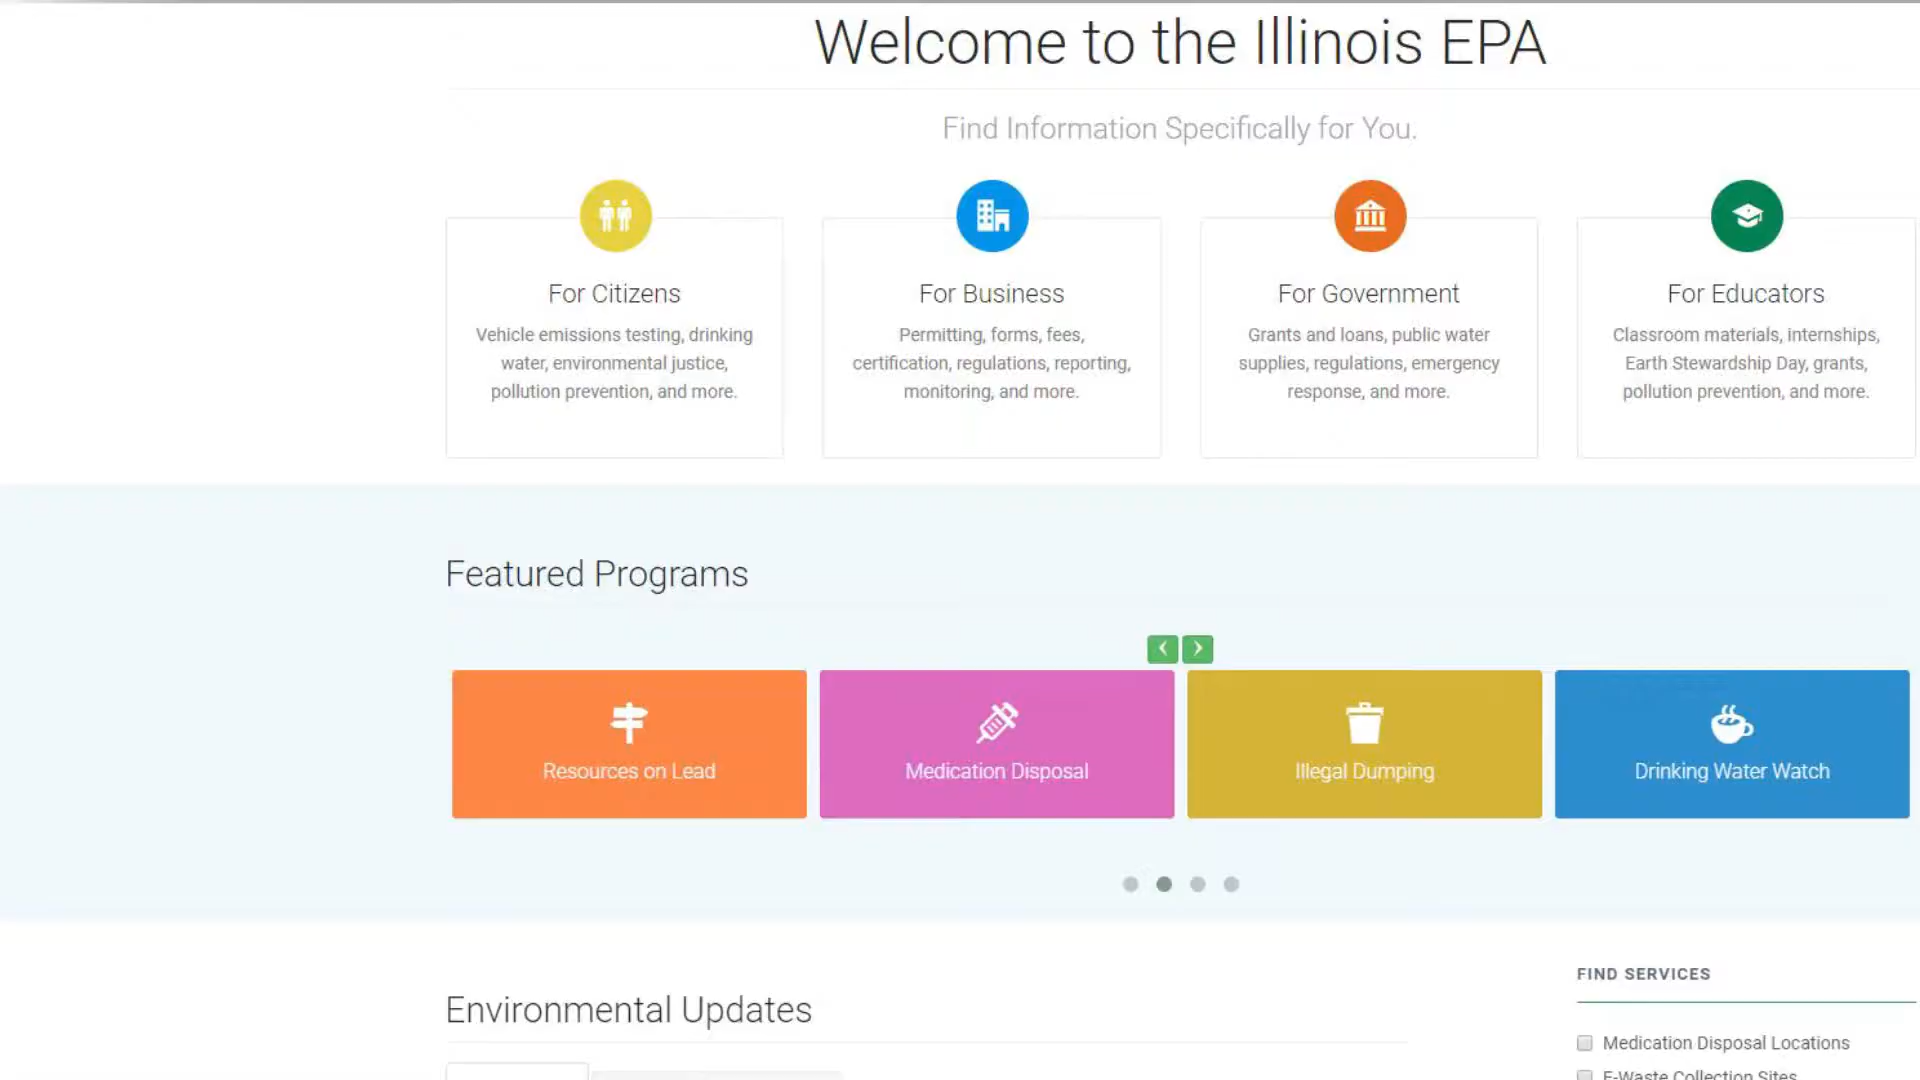 Welcome to the Illinois EPA
Find Information Specifically for You.
For Citizens
Vehicle emissions testing, drinking
water, environmental justice,
pollution prevention, and more.
For Business
Permitting, forms, fees,
certification, regulations, reporting,
monitoring, and more.
For Government
Grants and loans, public water
supplies, regulations, emergency
response, and more.
For Educators
Classroom materials, internships,
Earth Stewardship Day, grants,
pollution prevention, and more.
Featured Programs
Resources on Lead
Medication Disposal
Illegal Dumping
Drinking Water Watch
Environmental Updates
FIND SERVICES
Medication Disposal Locations
E-Waste Collection Sites